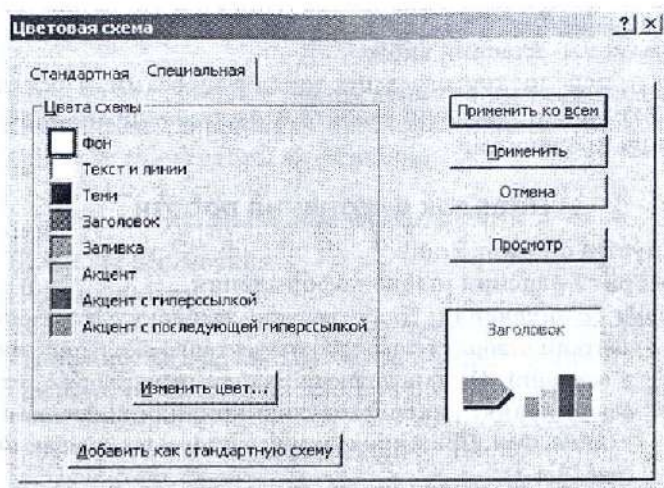 Цветовая схема
Стандартная Специальная
Цвета схемы
Фон
Текст и линии
Тени
Заголовок
Заливка
Акцент
Акцент с гиперссылкой
Акцент с последующей гиперссылкой
Изменить цвет...
Добавить как стандартную схему
Применить ко всем
Применить
Отмена
Просмотр
Заголовок